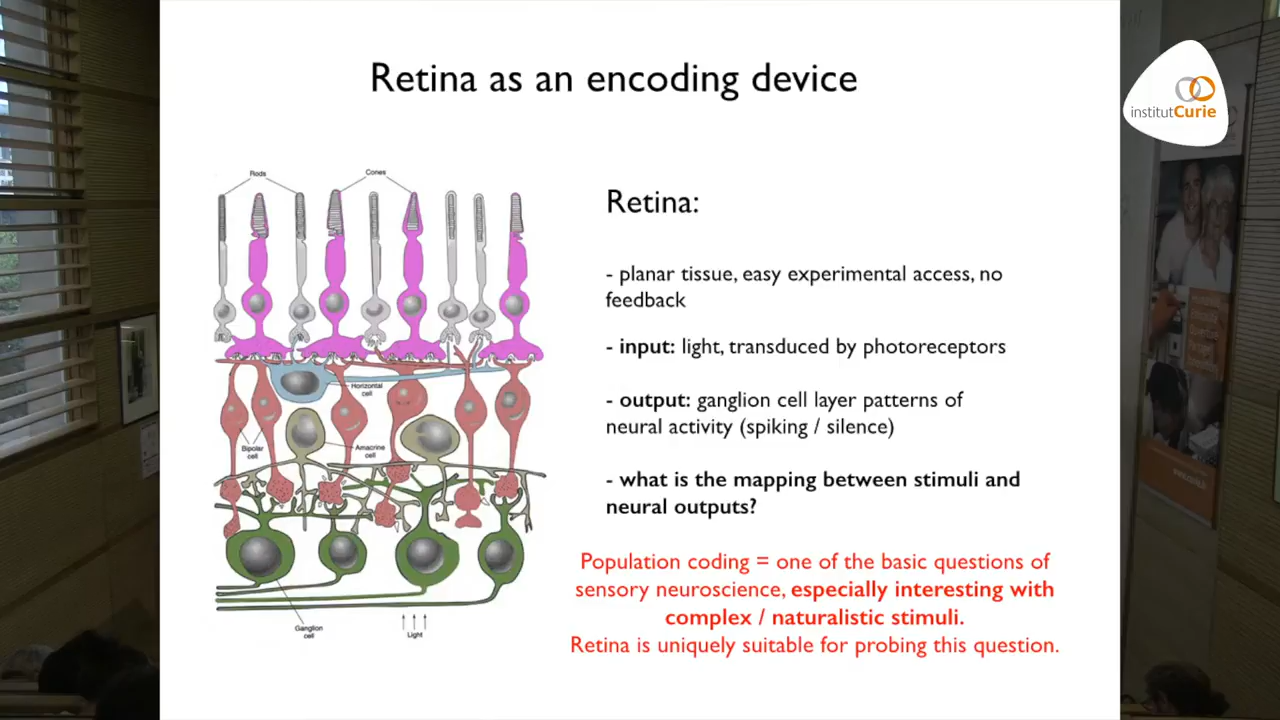 Retina as an encoding device
institutCurie
Rods
Cones
Horizontal
cell
Bipolar
cell
Amacrine
cell
Ganglion
cell
Light
Retina:
- planar tissue, easy experimental access, no
feedback
- input: light, transduced by photoreceptors
- output: ganglion cell layer patterns of
neural activity (spiking / silence)
- what is the mapping between stimuli and
neural outputs?
Population coding = one of the basic questions of
sensory neuroscience, especially interesting with
complex / naturalistic stimuli.
Retina is uniquely suitable for probing this question.